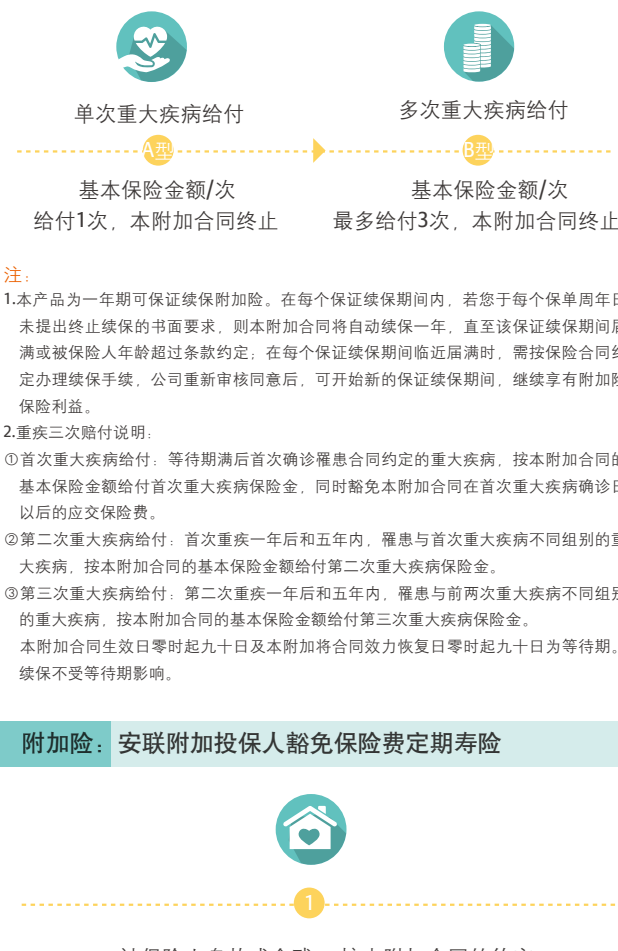 单次重大疾病给付
多次重大疾病给付
A型
B型
基本保险金额/次
给付1次，本附加合同终止
基本保险金额/次
最多给付3次，本附加合同终止
注：
1.本产品为一年期可保证续保附加险。在每个保证续保期间内，若您于每个保单周年日
未提出终止续保的书面要求，则本附加合同将自动续保一年，直至该保证续保期间届
满或被保险人年龄超过条款约定；在每个保证续保期间临近届满时，需按保险合同约
定办理续保手续，公司重新审核同意后，可开始新的保证续保期间，继续享有附加险
保险利益。
2.重疾三次赔付说明：
①首次重大疾病给付：等待期满后首次确诊罹患合同约定的重大疾病，按本附加合同的
基本保险金额给付首次重大疾病保险金，同时豁免本附加合同在首次重大疾病确诊日
以后的应交保险费。
②第二次重大疾病给付：首次重疾一年后和五年内，罹患与首次重大疾病不同组别的重
大疾病，按本附加合同的基本保险金额给付第二次重大疾病保险金。
③第三次重大疾病给付：第二次重疾一年后和五年内，罹患与前两次重大疾病不同组别
的重大疾病，按本附加合同的基本保险金额给付第三次重大疾病保险金。
本附加合同生效日零时起九十日及本附加将合同效力恢复日零时起九十日为等待期。
续保不受等待期影响。
附加险：安联附加投保人豁免保险费定期寿险
1